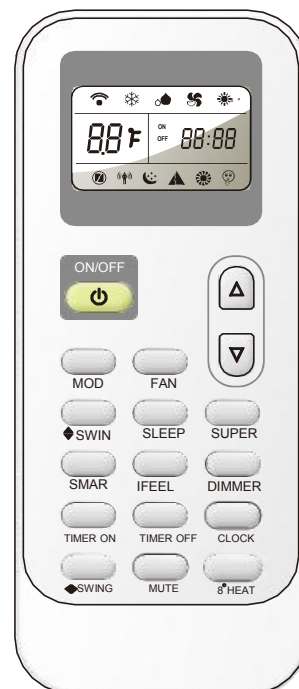 88°F
ON
OFF
88:88
ON/OFF
MOD FAN
SWIN SLEEP SUPER
SMAR IFEEL DIMMER
TIMER ON TIMER OFF CLOCK
SWING MUTE 8°HEAT